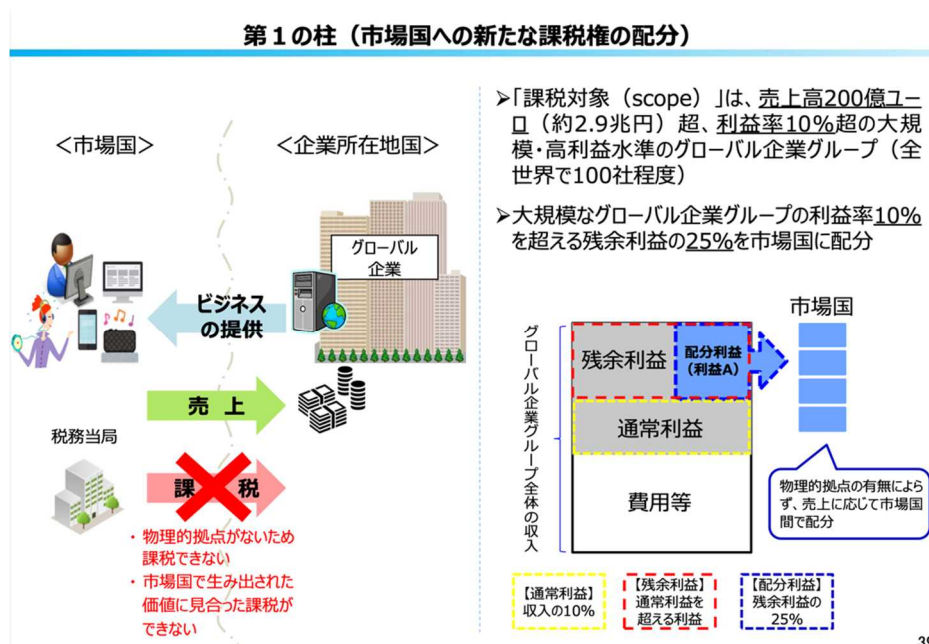 第1の柱（市場国への新たな課税権の配分）
＜市場国＞
＜企業所在地国＞
グローバル
企業
ビジネス
の提供
売 上
税務当局
課 税
・物理的拠点がないため
課税できない
・市場国で生み出された
価値に見合った課税が
できない
➢「課税対象（scope）」は、売上高200億ユー
ロ（約2.9兆円）超、利益率10%超の大規
模・高利益水準のグローバル企業グループ（全
世界で100社程度）
➢大規模なグローバル企業グループの利益率10%
を超える残余利益の25%を市場国に配分
市場国
グローバル企業グループ全体の収入
残余利益
配分利益
（利益A）
通常利益
費用等
物理的拠点の有無によら
ず、売上に応じて市場国
間で配分
【通常利益】
収入の10%
【残余利益】
通常利益を
超える利益
【配分利益】
残余利益の
25%
39